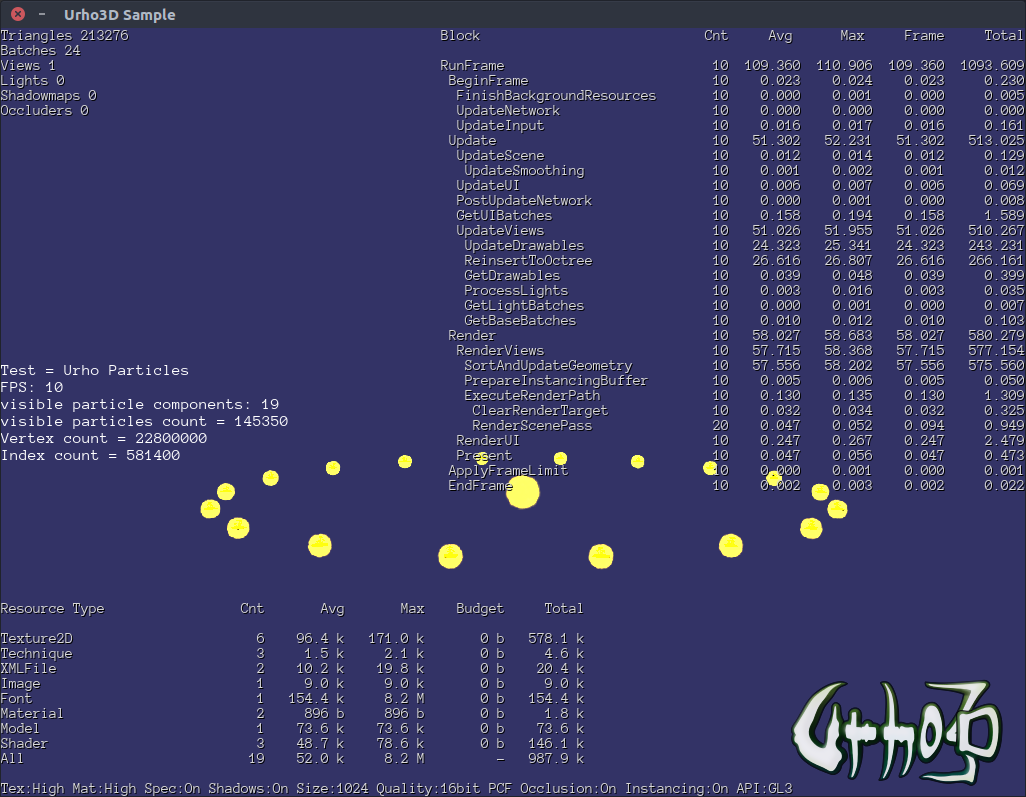 Urho3D Sample
Triangles 213276
Batches 24
Views 1
Lights 0
Shadowmaps 0
Occluders 0
Block Cnt Avg Max Frame Total
RunFrame 10 109.360 110.906 109.360 1093.609
BeginFrame 10 0.023 0.024 0.023 0.230
FinishBackgroundResources 10 0.000 0.001 0.000 0.005
UpdateNetwork 10 0.000 0.000 0.000 0.000
UpdateInput 10 0.016 0.017 0.016 0.161
Update 10 51.302 52.231 51.302 513.025
UpdateScene 10 0.012 0.014 0.012 0.129
UpdateSmoothing 10 0.001 0.002 0.001 0.012
UpdateUI 10 0.006 0.007 0.006 0.069
PostUpdateNetwork 10 0.000 0.001 0.000 0.008
GetUIBatches 10 0.158 0.194 0.158 1.589
UpdateViews 10 51.026 51.955 51.026 510.267
UpdateDrawables 10 24.323 25.341 24.323 243.231
ReinsertToOctree 10 26.616 26.807 26.616 266.161
GetDrawables 10 0.039 0.048 0.039 0.399
ProcessLights 10 0.003 0.016 0.003 0.035
GetLightBatches 10 0.000 0.001 0.000 0.007
GetBaseBatches 10 0.010 0.012 0.010 0.103
Render 10 58.027 58.683 58.027 580.279
RenderViews 10 57.715 58.368 57.715 577.154
SortAndUpdateGeometry 10 57.556 58.202 57.556 575.560
PrepareInstancingBuffer 10 0.005 0.006 0.005 0.050
ExecuteRenderPath 10 0.130 0.135 0.130 1.309
ClearRenderTarget 10 0.032 0.034 0.032 0.325
RenderScenePass 20 0.047 0.052 0.094 0.949
RenderUI 10 0.247 0.267 0.247 2.479
Present 10 0.047 0.056 0.047 0.473
ApplyFrameLimit 10 0.000 0.001 0.000 0.001
EndFrame 10 0.002 0.003 0.002 0.022
Test = Urho Particles
FPS: 10
visible particle components: 19
visible particles count = 145350
Vertex count = 22800000
Index count = 581400
Resource Type Cnt Avg Max Budget Total
Texture2D 6 96.4 k 171.0 k 0 b 578.1 k
Technique 3 1.5 k 2.1 k 0 b 4.6 k
XMLFile 2 10.2 k 19.8 k 0 b 20.4 k
Image 1 9.0 k 9.0 k 0 b 9.0 k
Font 1 154.4 k 8.2 M 0 b 154.4 k
Material 2 896 b 896 b 0 b 1.8 k
Model 1 73.6 k 73.6 k 0 b 73.6 k
Shader 3 48.7 k 78.6 k 0 b 146.1 k
All 19 52.0 k 8.2 M - 987.9 k
Urho3D
Tex:High Mat:High Spec:On Shadows:On Size:1024 Quality:16bit PCF Occlusion:On Instancing:On API:GL3